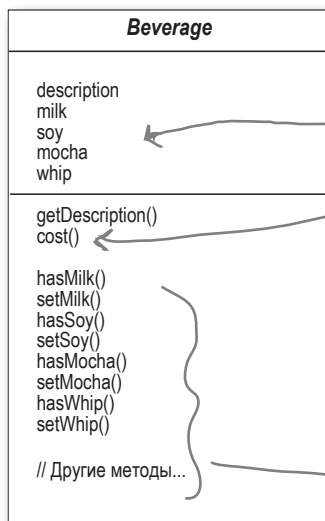 Beverage
description
milk
soy
mocha
whip
getDescription()
cost()
hasMilk()
setMilk()
hasSoy()
setSoy()
hasMocha()
setMocha()
hasWhip()
setWhip()
// Другие методы...